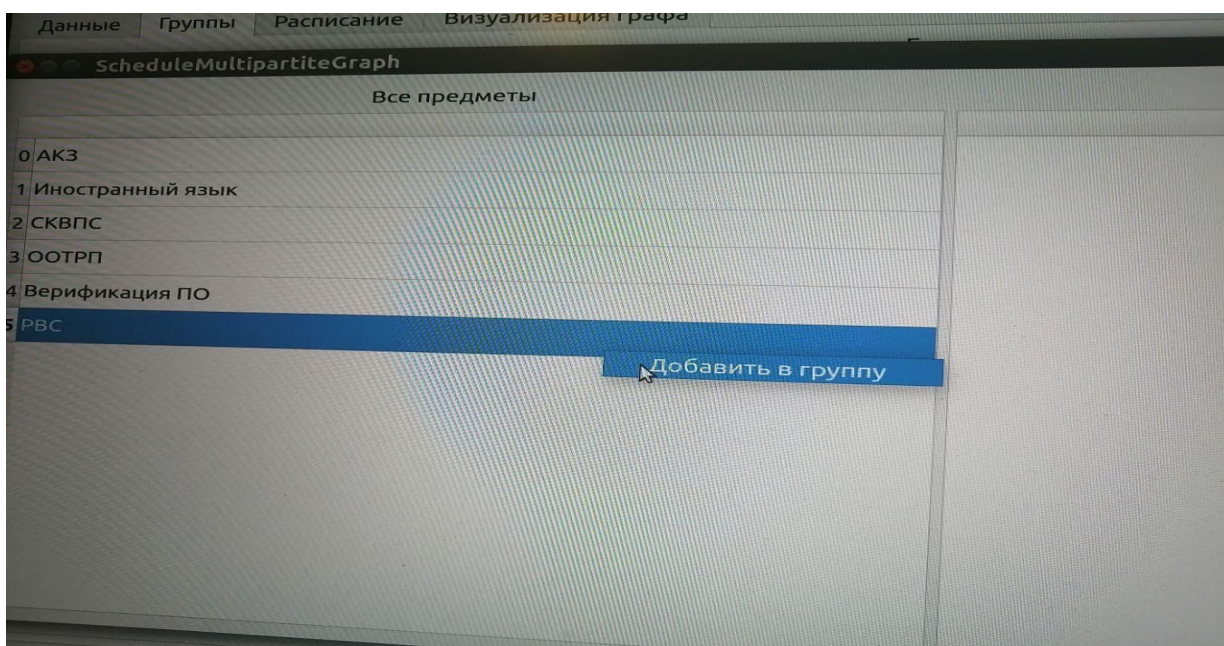 Данные Группы Расписание Визуализация графа
ScheduleMultipartiteGraph
Все предметы
0 АКЗ
1 Иностранный язык
2 СКВПС
3 ООТРП
4 Верификация ПО
5 РВС
Добавить в группу